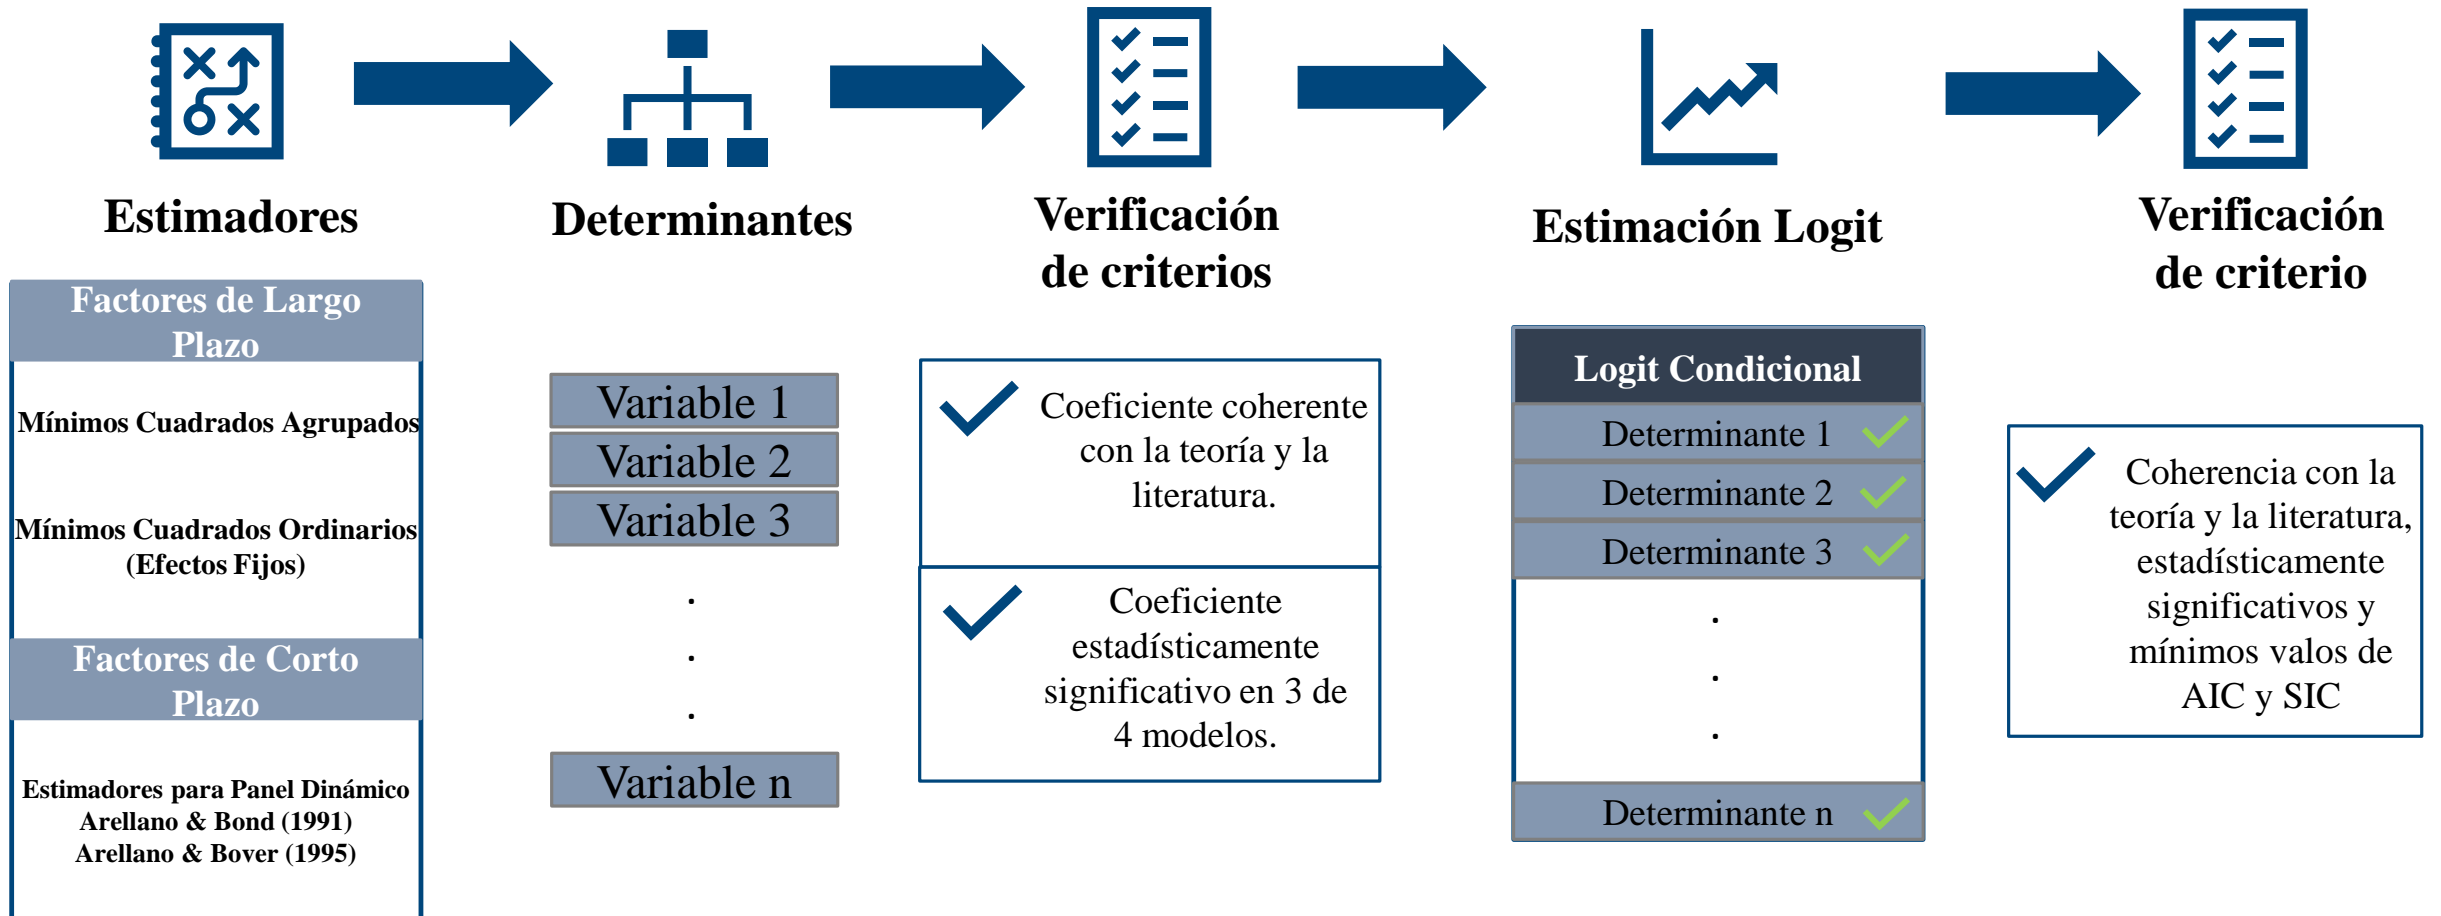 Estimadores
Factores de Largo
Plazo
Mínimos Cuadrados Agrupados
Mínimos Cuadrados Ordinarios
(Efectos Fijos)
Factores de Corto
Plazo
Estimadores para Panel Dinámico
Arellano & Bond (1991)
Arellano & Bover (1995)
Determinantes
Variable 1
Variable 2
Variable 3
.
.
.
Variable n
Verificación
de criterios
Coeficiente coherente
con la teoría y la
literatura.
Coeficiente
estadísticamente
significativo en 3 de
4 modelos.
Estimación Logit
Logit Condicional
Determinante 1
Determinante 2
Determinante 3
.
.
.
Determinante n
Verificación
de criterio
Coherencia con la
teoría y la literatura,
estadísticamente
significativos y
mínimos valos de
AIC y SIC